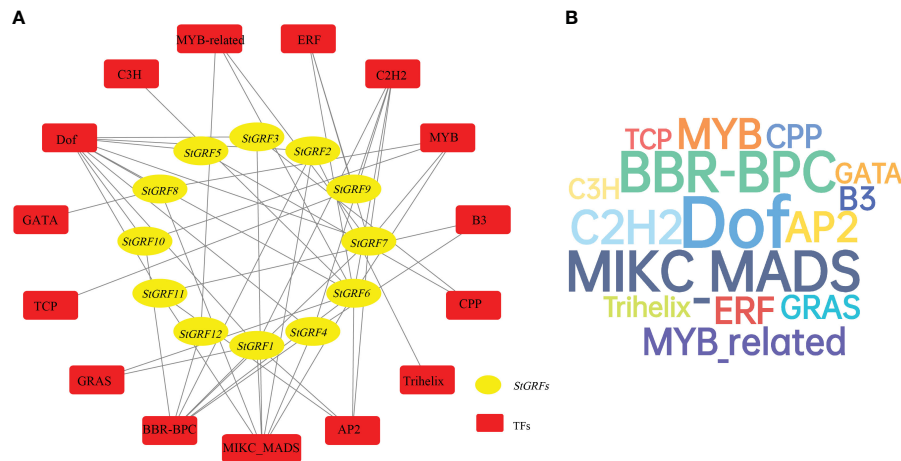 A
B
MYB-related
ERF
C3H
C2H2
Dof
MYB
StGRF3
StGRF5
StGRF2
StGRF8
StGRF9
GATA
B3
StGRF10
StGRF7
StGRF11
StGRF6
TCP
CPP
StGRF12
StGRF4
StGRF1
GRAS
Trihelix
StGRFs
BBR-BPC
MIKC_MADS
AP2
TFs
TCP MYB CPP
BBR-BPC GATA
C3H B3
C2H2 Dof AP2
MIKC_MADS
Trihelix ERF GRAS
MYB_related